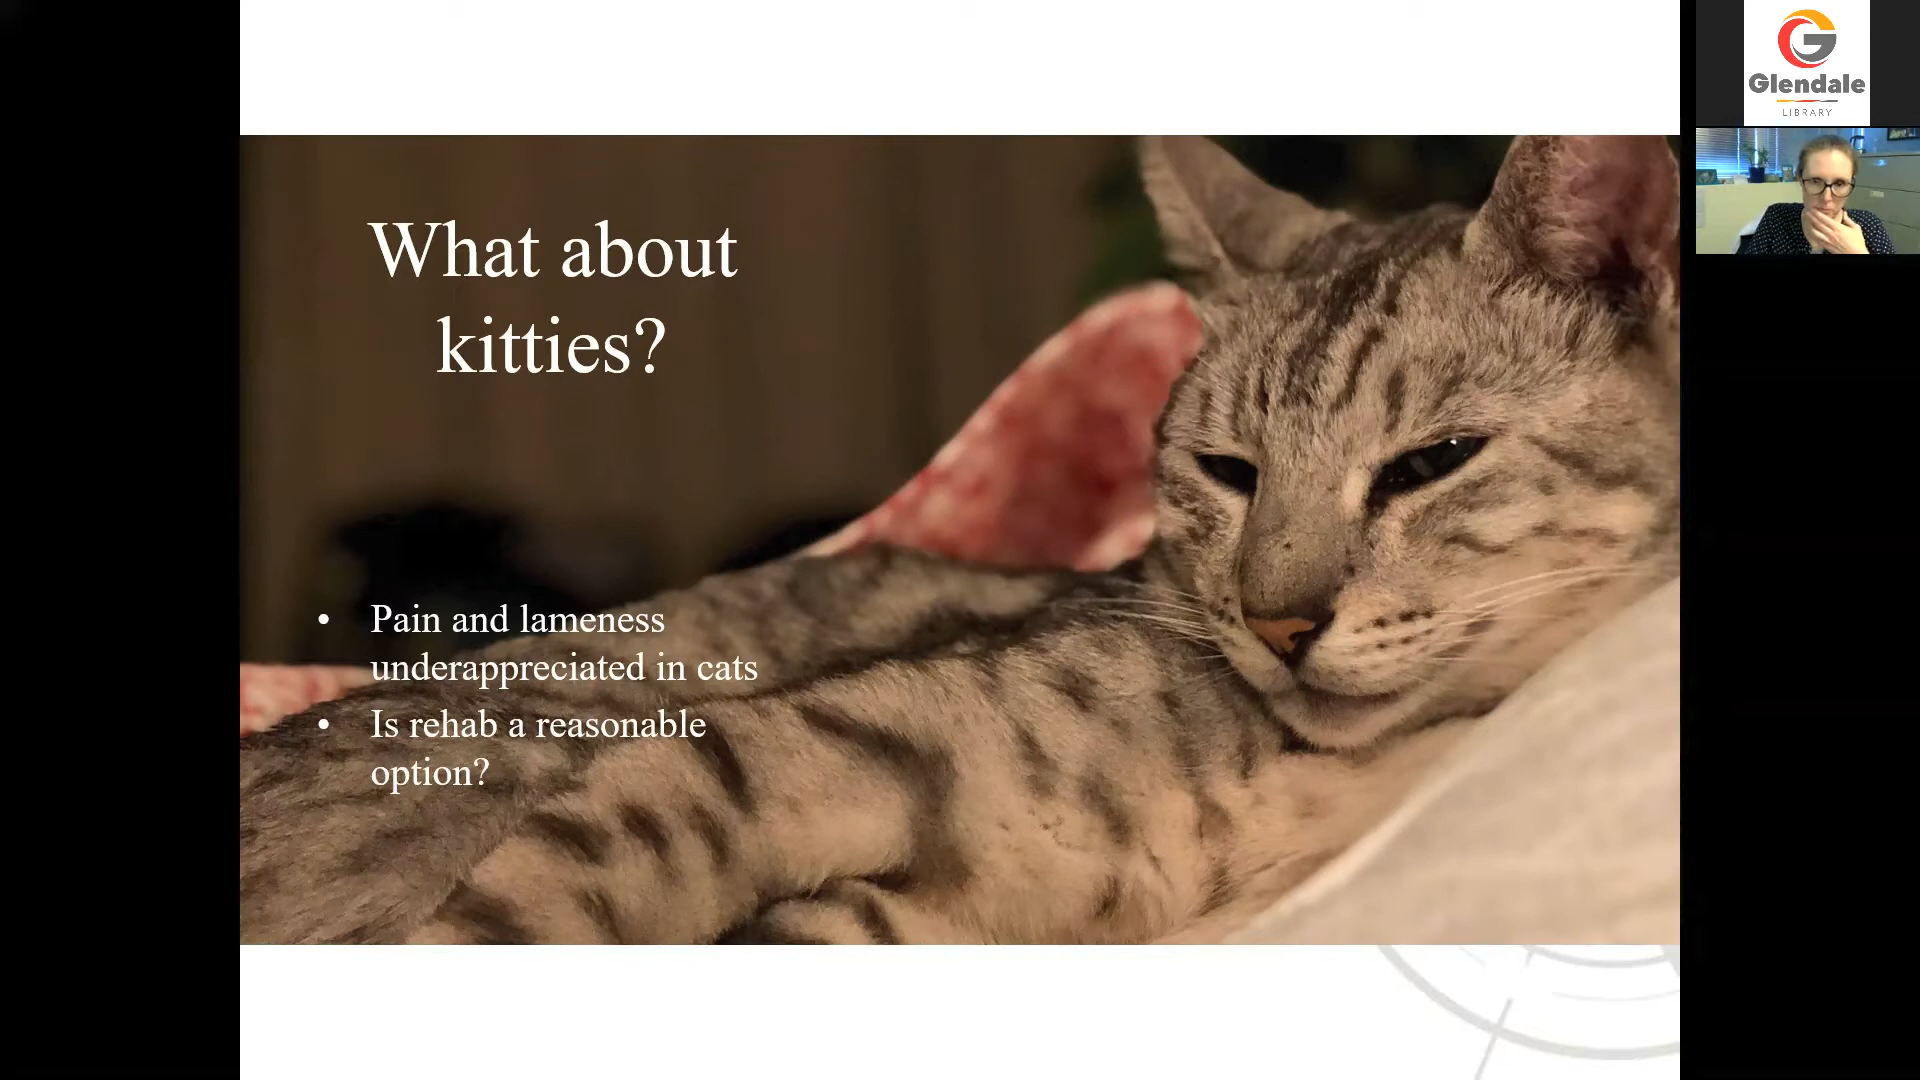 What about
kitties?
• Pain and lameness
underappreciated in cats
• Is rehab a reasonable
option?
Glendale
LIBRARY